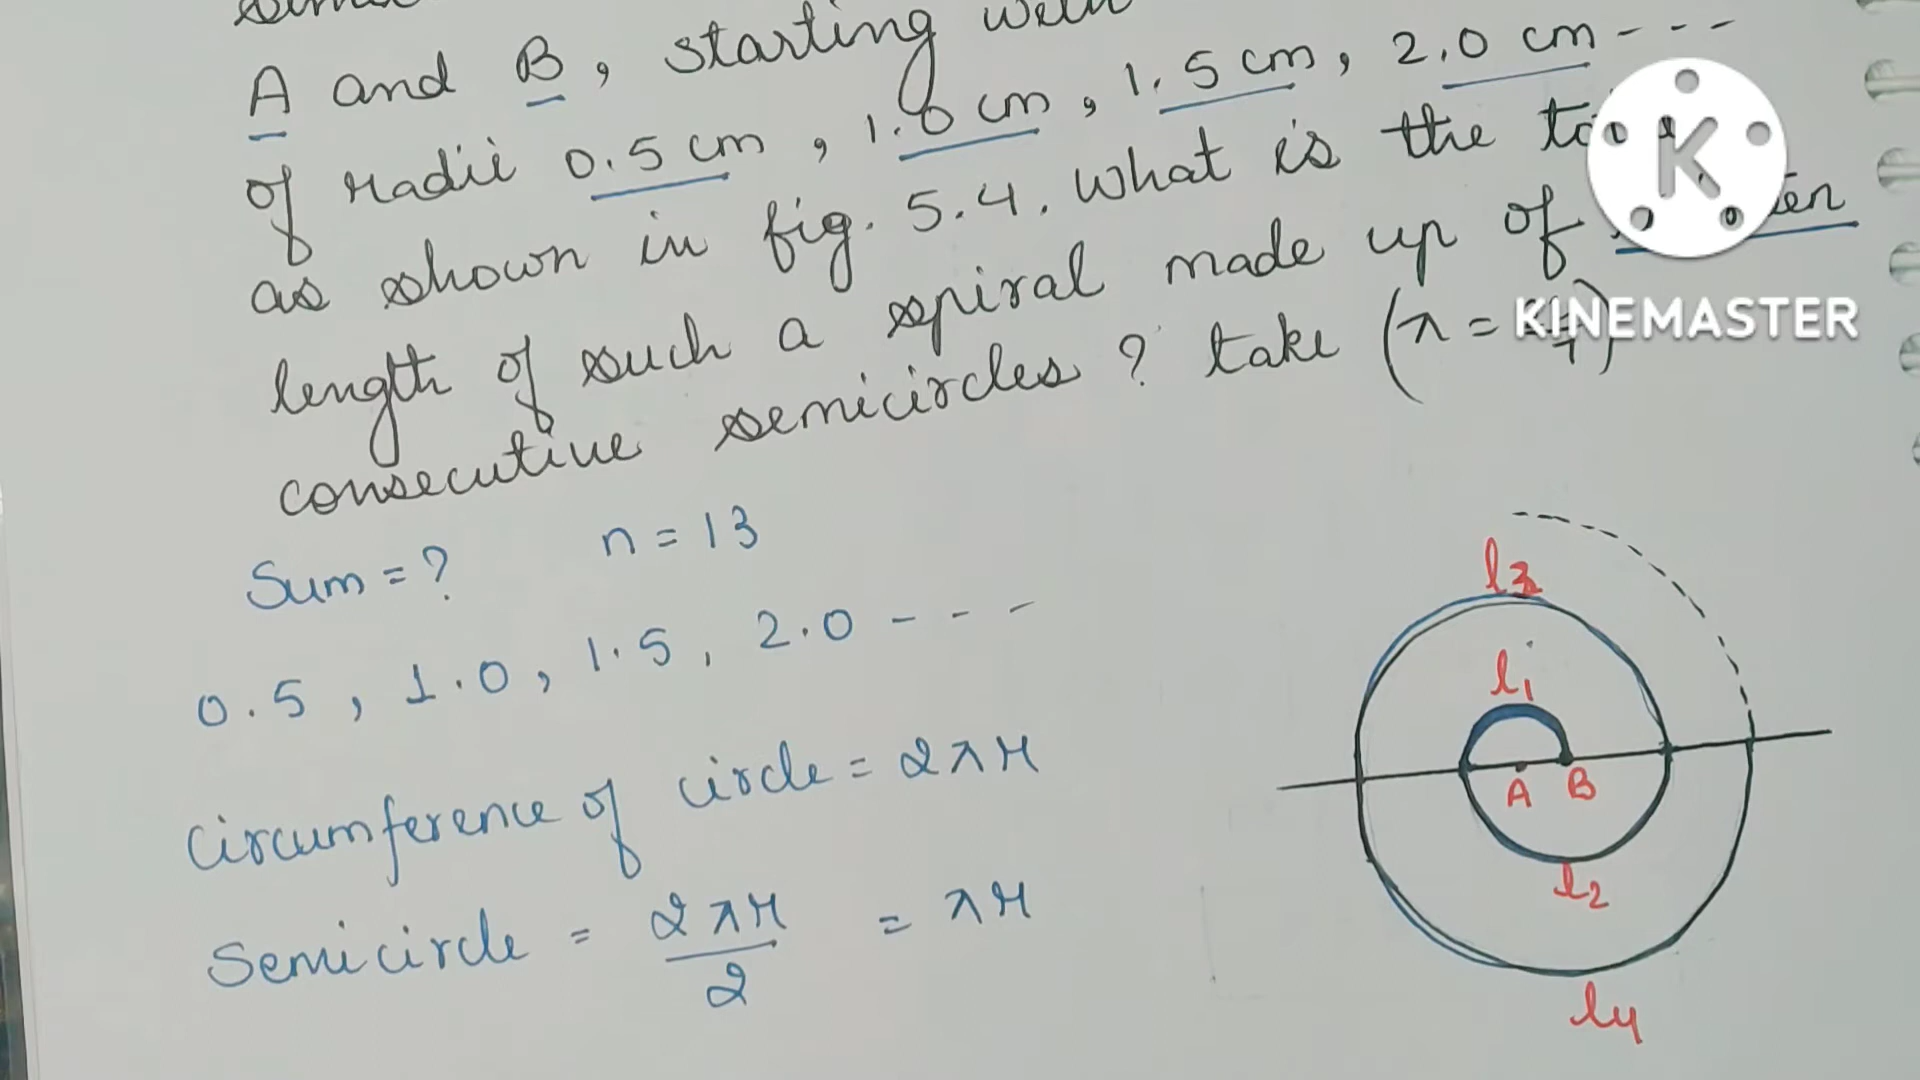 A and B, starting with
of radii 0.5 cm, 1.0 cm, 1.5 cm, 2.0 cm - - -
as shown in fig. 5.4. What is the
length of such a spiral made up of
consecutive semicircles? take (π =
K
KINEMASTER
Sum = ? n = 13
0.5, 1.0, 1.5, 2.0 - - -
Circumference of circle = 2πr
Semicircle = 2πr/2 = πr
l3
l1
A B
l2
l4